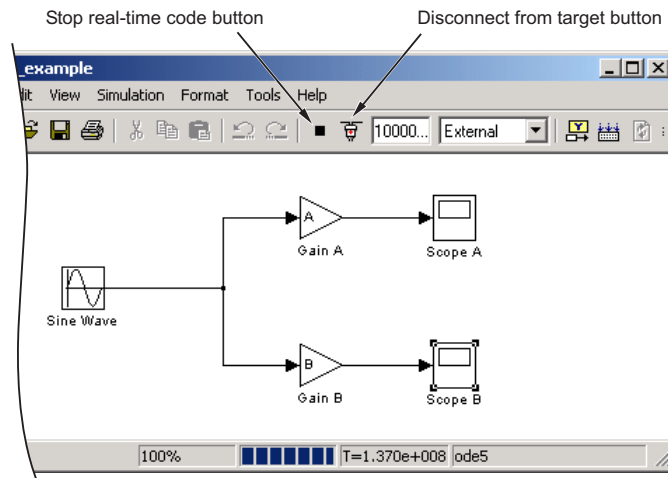 Stop real-time code button
Disconnect from target button
_example
dit View Simulation Format Tools Help
10000... External
Y
A
Gain A
Scope A
Sine Wave
B
Gain B
Scope B
100% T=1.370e+008 ode5